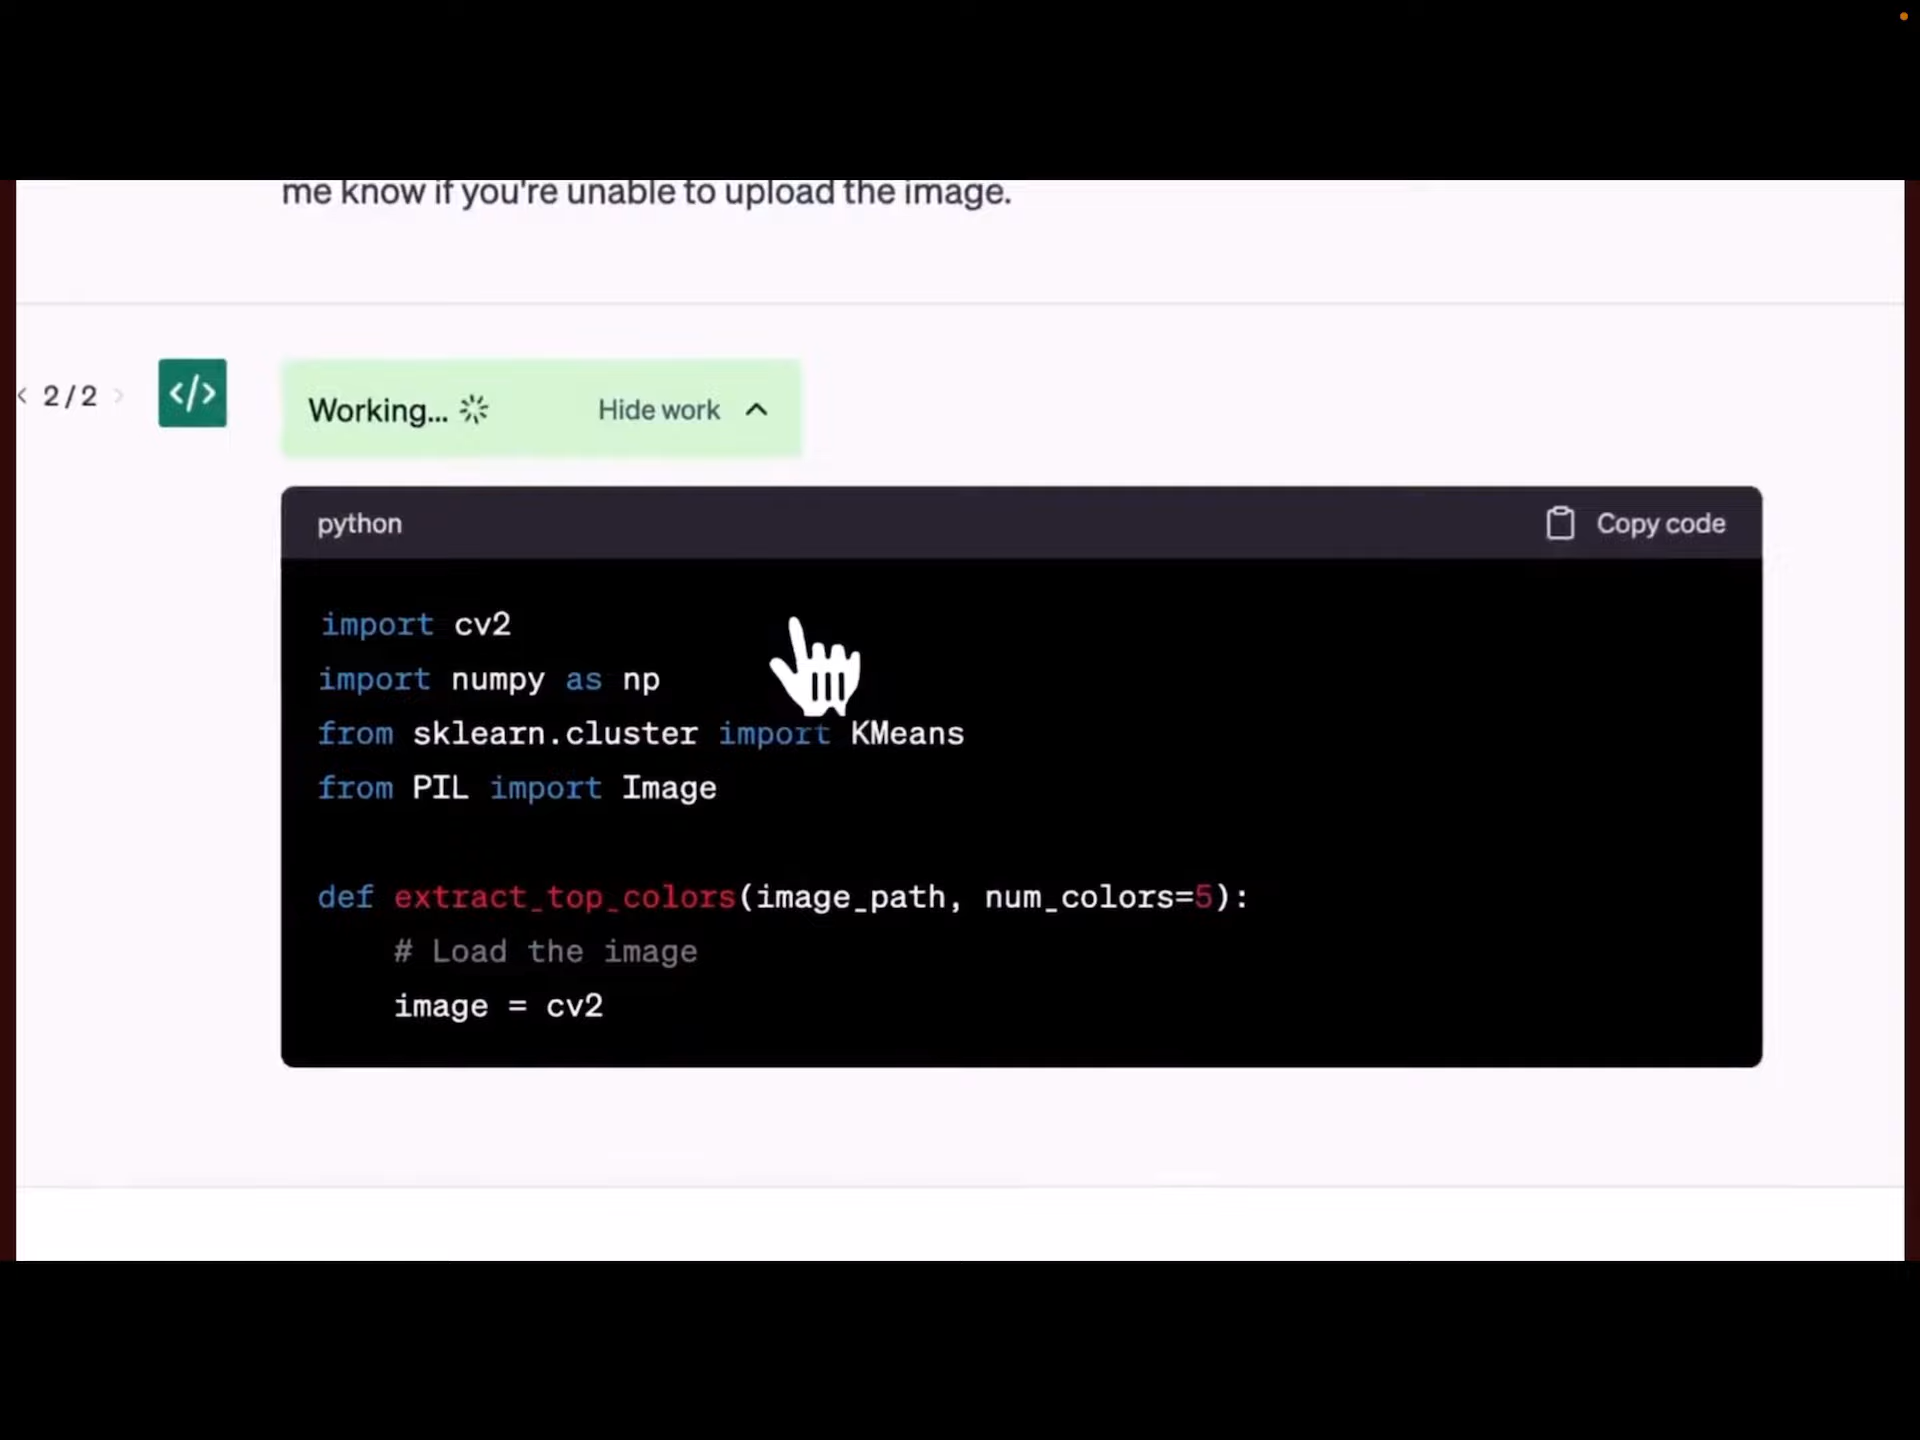 me know if you're unable to upload the image.
< 2 / 2 >
</>
Working...
Hide work
python
Copy code
import cv2
import numpy as np
from sklearn.cluster import KMeans
from PIL import Image
def extract_top_colors(image_path, num_colors=5):
# Load the image
image = cv2